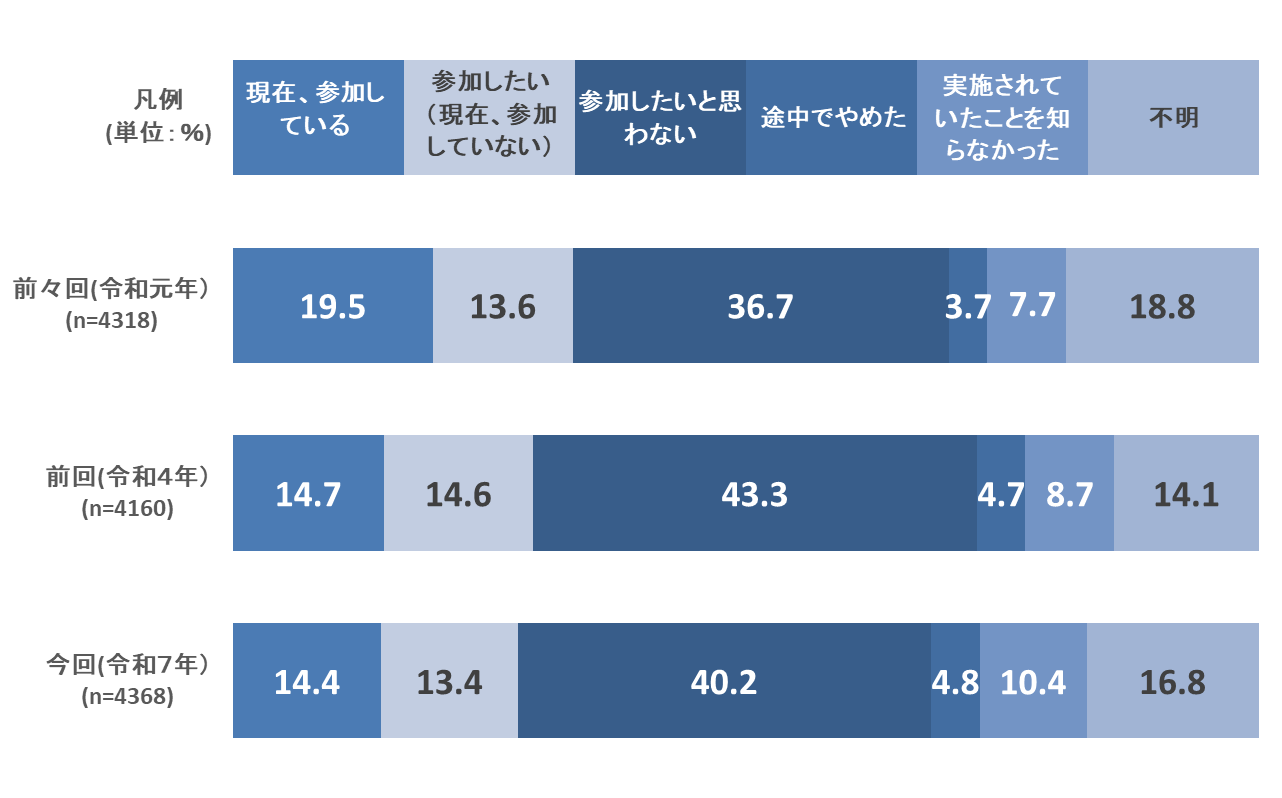 凡例
(単位：%)
現在、参加し
ている
参加したい
（現在、参加
していない）
参加したいと思
わない
途中でやめた
実施されて
いたことを知
らなかった
不明
前々回(令和元年）
(n=4318)
19.5
13.6
36.7
3.7
7.7
18.8
前回(令和４年）
(n=4160)
14.7
14.6
43.3
4.7
8.7
14.1
今回(令和７年）
(n=4368)
14.4
13.4
40.2
4.8
10.4
16.8